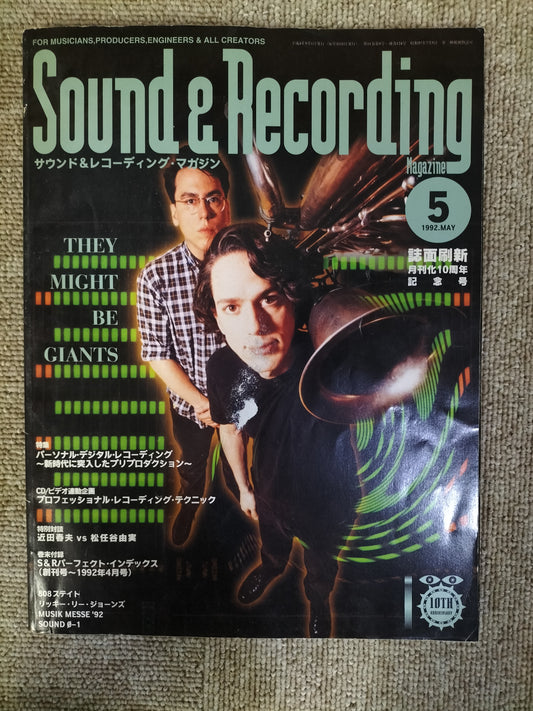 FOR MUSICIANS,PRODUCERS,ENGINEERS & ALL CREATORS
Sound & Recording
Magazine
サウンド&レコーディング・マガジン
5
1992.MAY
誌面刷新
月刊化10周年
記念号
THEY
MIGHT
BE
GIANTS
特集
パーソナル・デジタル・レコーディング
〜新時代に突入したプリプロダクション〜
CD/ビデオ連動企画
プロフェッショナル・レコーディング・テクニック
特別対談
近田春夫 vs 松任谷由実
巻末付録
S&Rパーフェクト・インデックス
(創刊号〜1992年4月号)
808ステイト
リッキー・リー・ジョーンズ
MUSIK MESSE '92
SOUND Ø-1
10TH
ANNIVERSARY